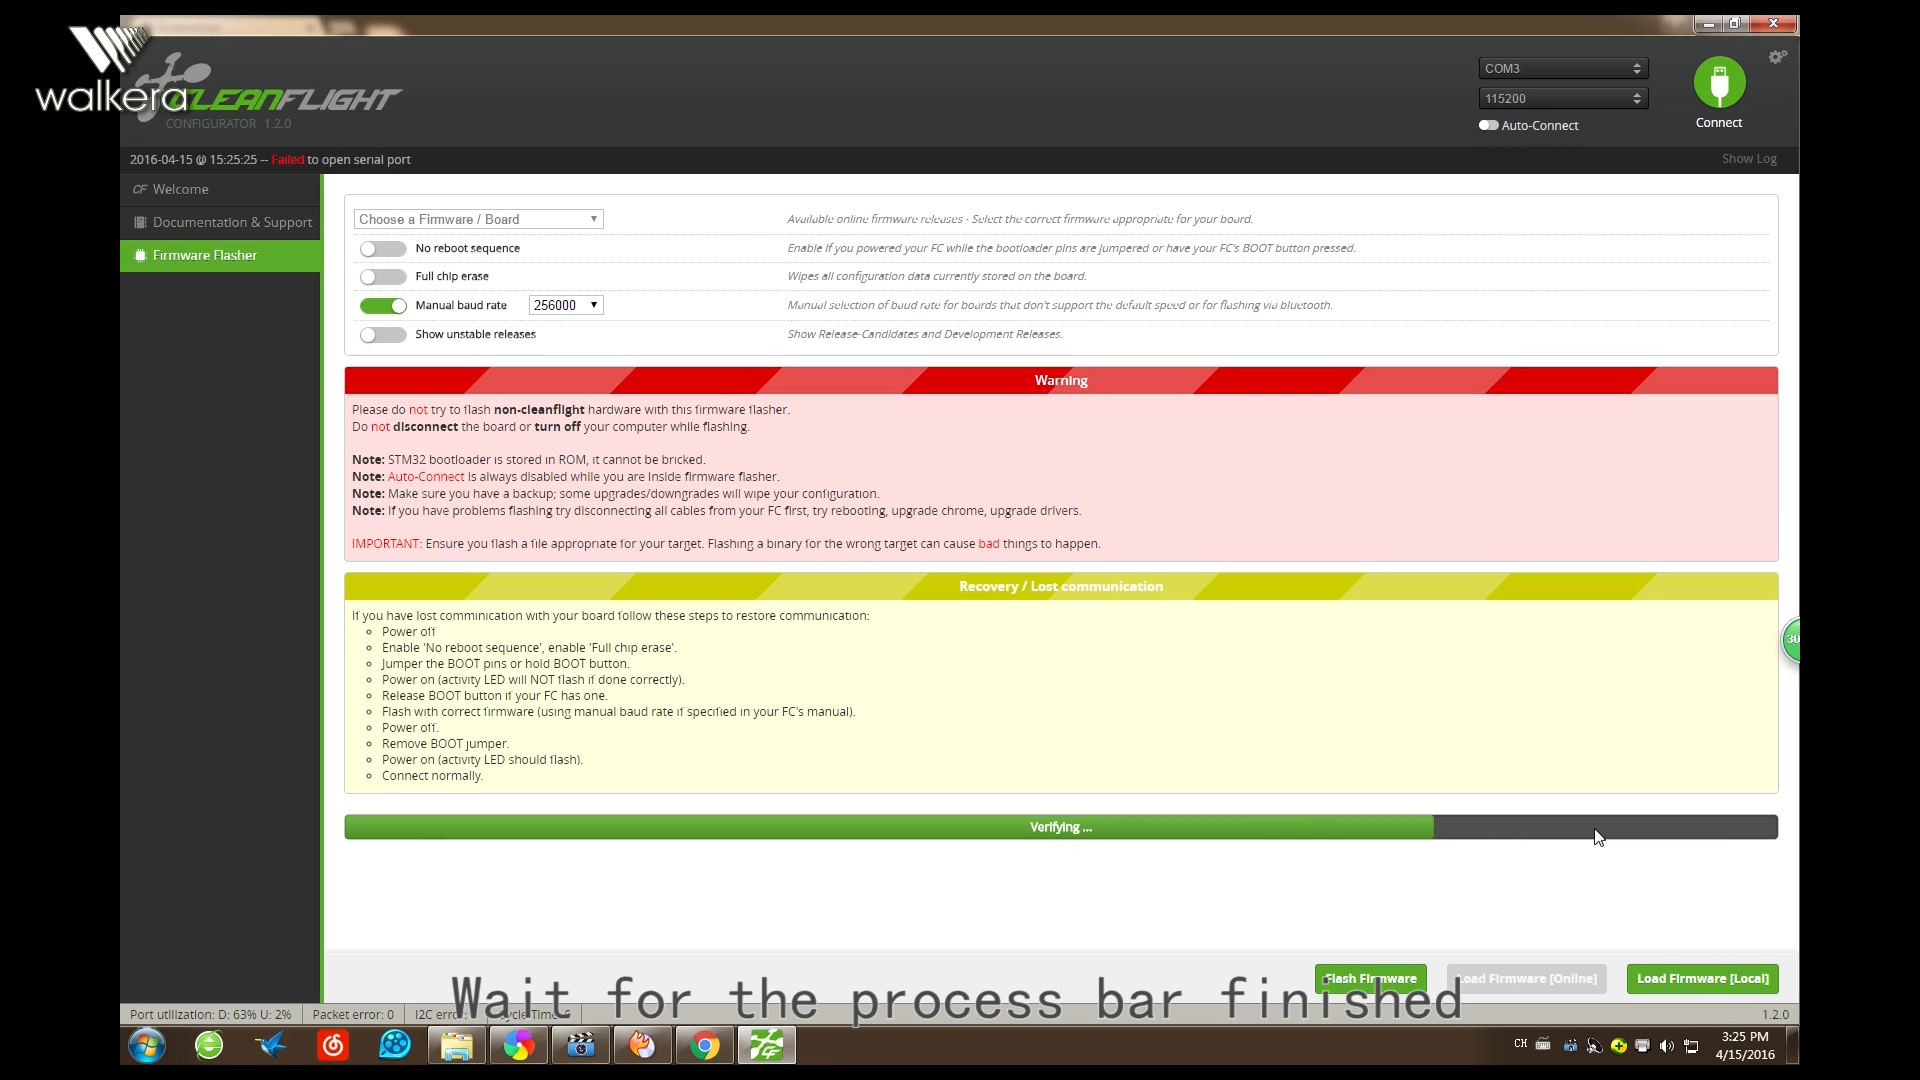 walkera
CLEANFLIGHT
CONFIGURATOR 1.2.0
COM3
115200
Auto-Connect
Connect
2016-04-15 @ 15:25:25 -- Failed to open serial port
Show Log
CF Welcome
Documentation & Support
Firmware Flasher
Choose a Firmware / Board
Available online firmware releases - Select the correct firmware appropriate for your board.
No reboot sequence
Enable if you powered your FC while the bootloader pins are jumpered or have your FC's BOOT button pressed.
Full chip erase
Wipes all configuration data currently stored on the board.
Manual baud rate 256000
Manual selection of baud rate for boards that don't support the default speed or for flashing via bluetooth.
Show unstable releases
Show Release-Candidates and Development Releases.
Warning
Please do not try to flash non-cleanflight hardware with this firmware flasher.
Do not disconnect the board or turn off your computer while flashing.
Note: STM32 bootloader is stored in ROM, it cannot be bricked.
Note: Auto-Connect is always disabled while you are inside firmware flasher.
Note: Make sure you have a backup; some upgrades/downgrades will wipe your configuration.
Note: If you have problems flashing try disconnecting all cables from your FC first, try rebooting, upgrade chrome, upgrade drivers.
IMPORTANT: Ensure you flash a file appropriate for your target. Flashing a binary for the wrong target can cause bad things to happen.
Recovery / Lost communication
If you have lost commnication with your board follow these steps to restore communication:
Power off
Enable 'No reboot sequence', enable 'Full chip erase'.
Jumper the BOOT pins or hold BOOT button.
Power on (activity LED will NOT flash if done correctly).
Release BOOT button if your FC has one.
Flash with correct firmware (using manual baud rate if specified in your FC's manual).
Power off.
Remove BOOT jumper.
Power on (activity LED should flash).
Connect normally.
30
Verifying ...
Flash Firmware
Load Firmware [Online]
Load Firmware [Local]
Wait for the process bar finished
Port utilization: D: 63% U: 2%
Packet error: 0
I2C error:
Cycle Time:
1.2.0
CH
3:25 PM
4/15/2016